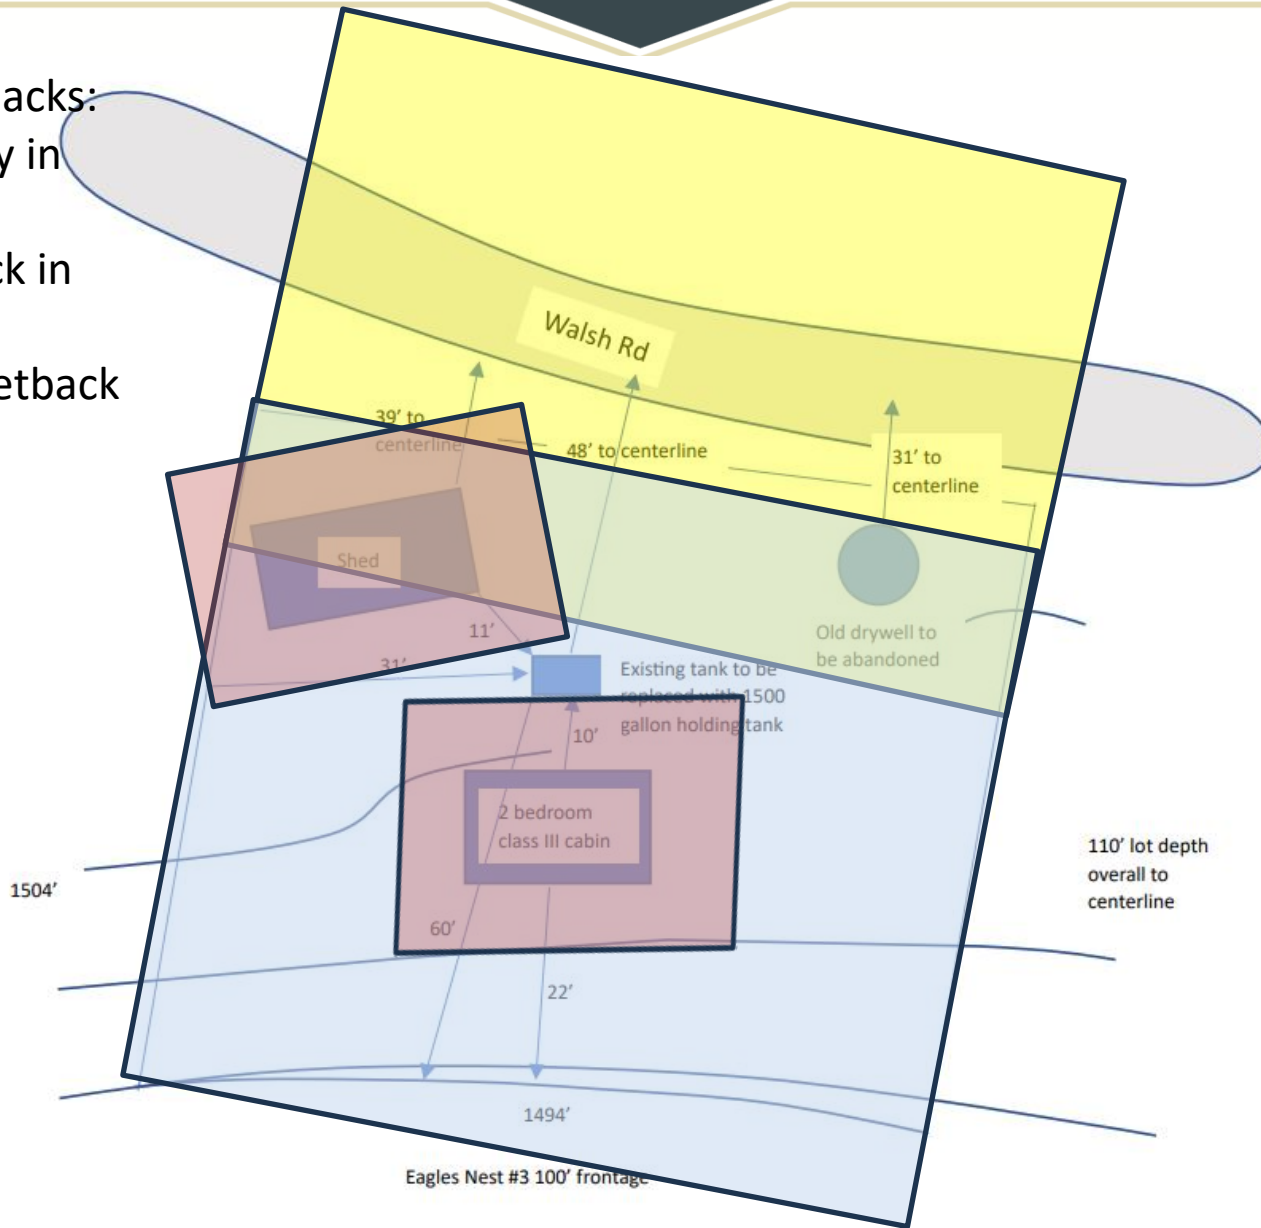 acks:
y in
ck in
etback
Walsh Rd
39' to
centerline
48' to centerline
31' to
centerline
Shed
11'
31'
Old drywell to
be abandoned
Existing tank to be
replaced with 1500
gallon holding tank
10'
2 bedroom
class III cabin
110' lot depth
overall to
centerline
1504'
60'
22'
1494'
Eagles Nest #3 100' frontage